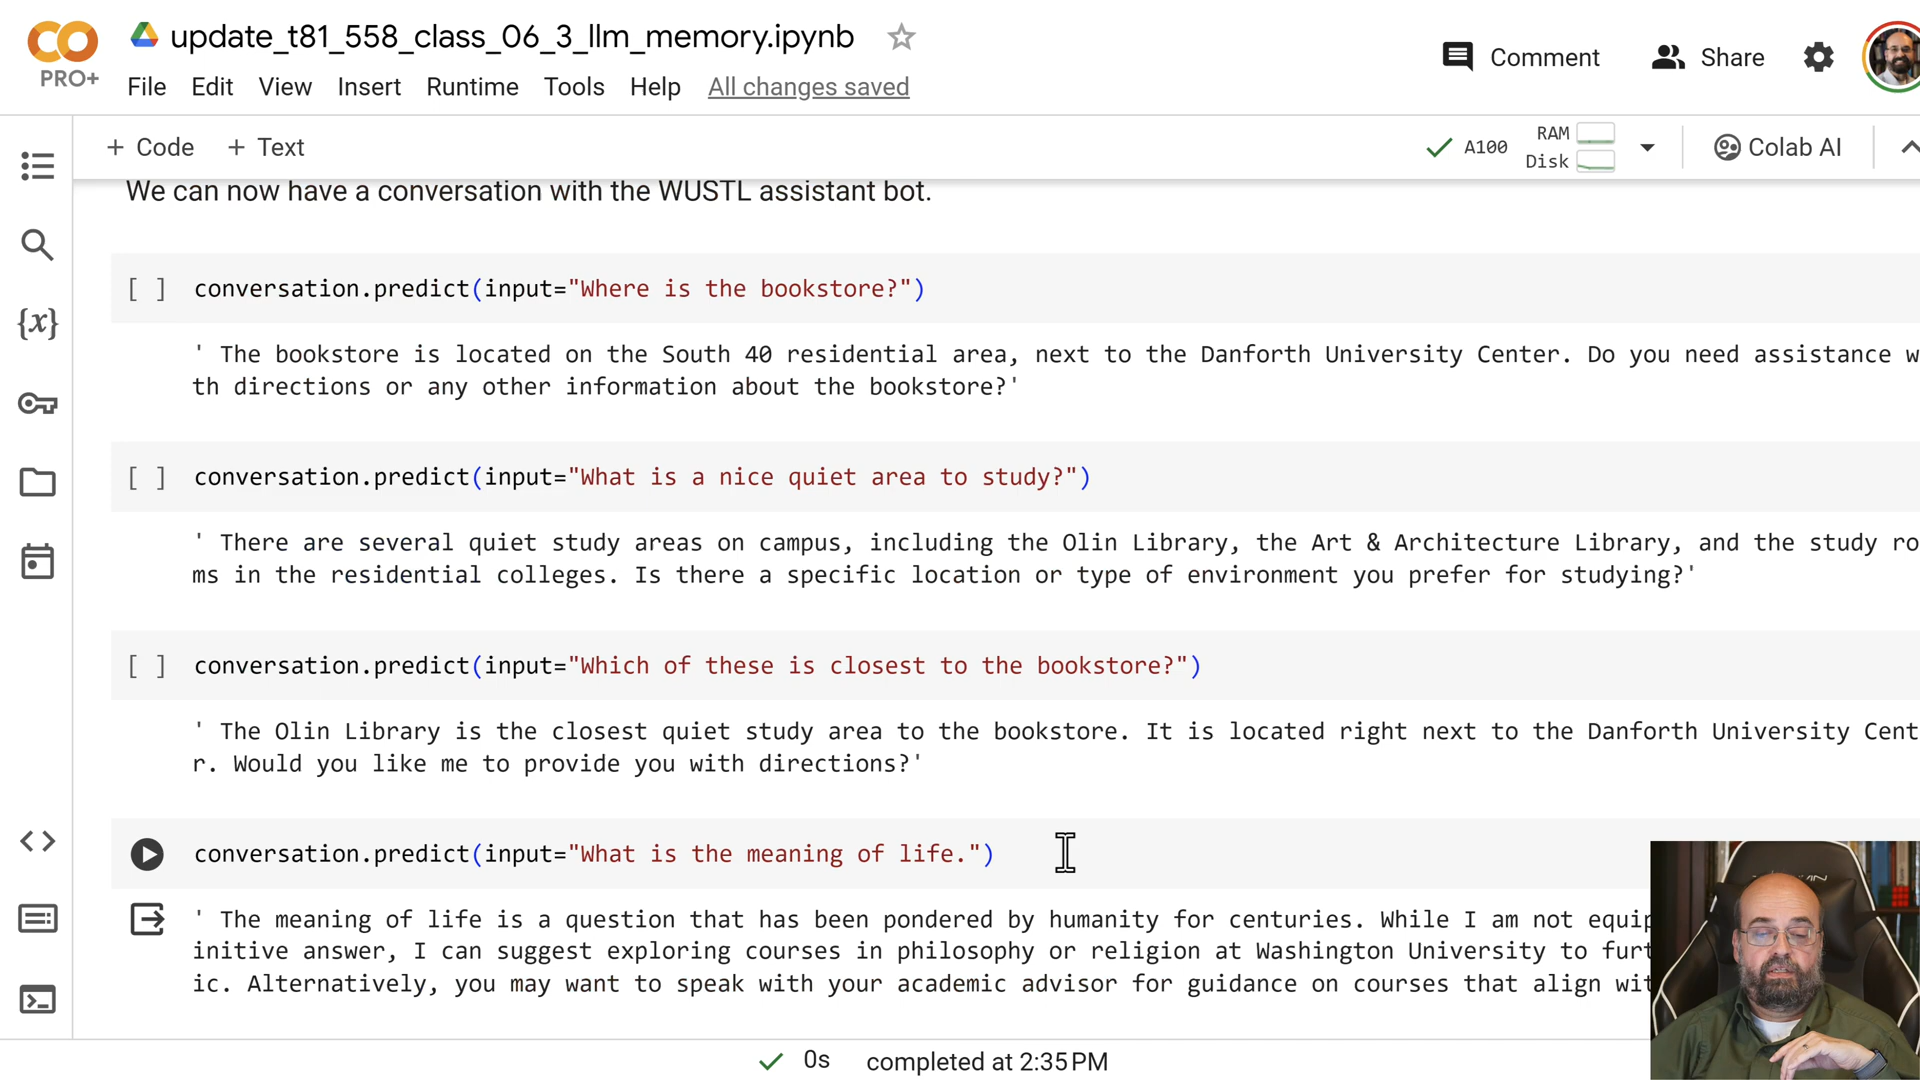 update_t81_558_class_06_3_llm_memory.ipynb
PRO+
File Edit View Insert Runtime Tools Help All changes saved
Comment Share
+ Code + Text
A100 RAM Disk
Colab AI
We can now have a conversation with the WUSTL assistant bot.
[ ] conversation.predict(input="Where is the bookstore?")
' The bookstore is located on the South 40 residential area, next to the Danforth University Center. Do you need assistance w
th directions or any other information about the bookstore?'
[ ] conversation.predict(input="What is a nice quiet area to study?")
' There are several quiet study areas on campus, including the Olin Library, the Art & Architecture Library, and the study ro
ms in the residential colleges. Is there a specific location or type of environment you prefer for studying?'
[ ] conversation.predict(input="Which of these is closest to the bookstore?")
' The Olin Library is the closest quiet study area to the bookstore. It is located right next to the Danforth University Cent
r. Would you like me to provide you with directions?'
conversation.predict(input="What is the meaning of life.")
' The meaning of life is a question that has been pondered by humanity for centuries. While I am not equip
initive answer, I can suggest exploring courses in philosophy or religion at Washington University to furt
ic. Alternatively, you may want to speak with your academic advisor for guidance on courses that align wit
0s completed at 2:35 PM